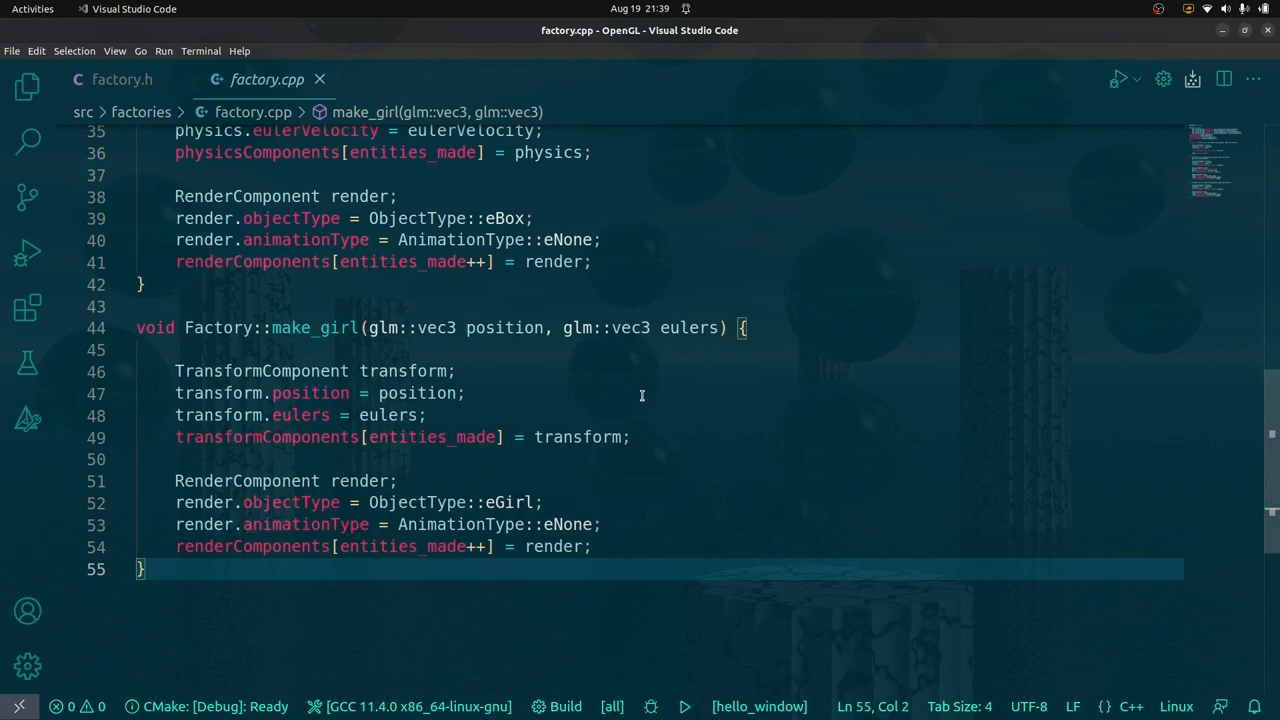 Activities
Visual Studio Code
Aug 19 21:39
factory.cpp - OpenGL - Visual Studio Code
File Edit Selection View Go Run Terminal Help
factory.h
factory.cpp
src > factories > factory.cpp > make_girl(glm::vec3, glm::vec3)
35 physics.eulerVelocity = eulerVelocity;
36 physicsComponents[entities_made] = physics;
37
38 RenderComponent render;
39 render.objectType = ObjectType::eBox;
40 render.animationType = AnimationType::eNone;
41 renderComponents[entities_made++] = render;
42 }
43
44 void Factory::make_girl(glm::vec3 position, glm::vec3 eulers) {
45
46 TransformComponent transform;
47 transform.position = position;
48 transform.eulers = eulers;
49 transformComponents[entities_made] = transform;
50
51 RenderComponent render;
52 render.objectType = ObjectType::eGirl;
53 render.animationType = AnimationType::eNone;
54 renderComponents[entities_made++] = render;
55 }
0 0 CMake: [Debug]: Ready [GCC 11.4.0 x86_64-linux-gnu] Build [all] [hello_window] Ln 55, Col 2 Tab Size: 4 UTF-8 LF {} C++ Linux